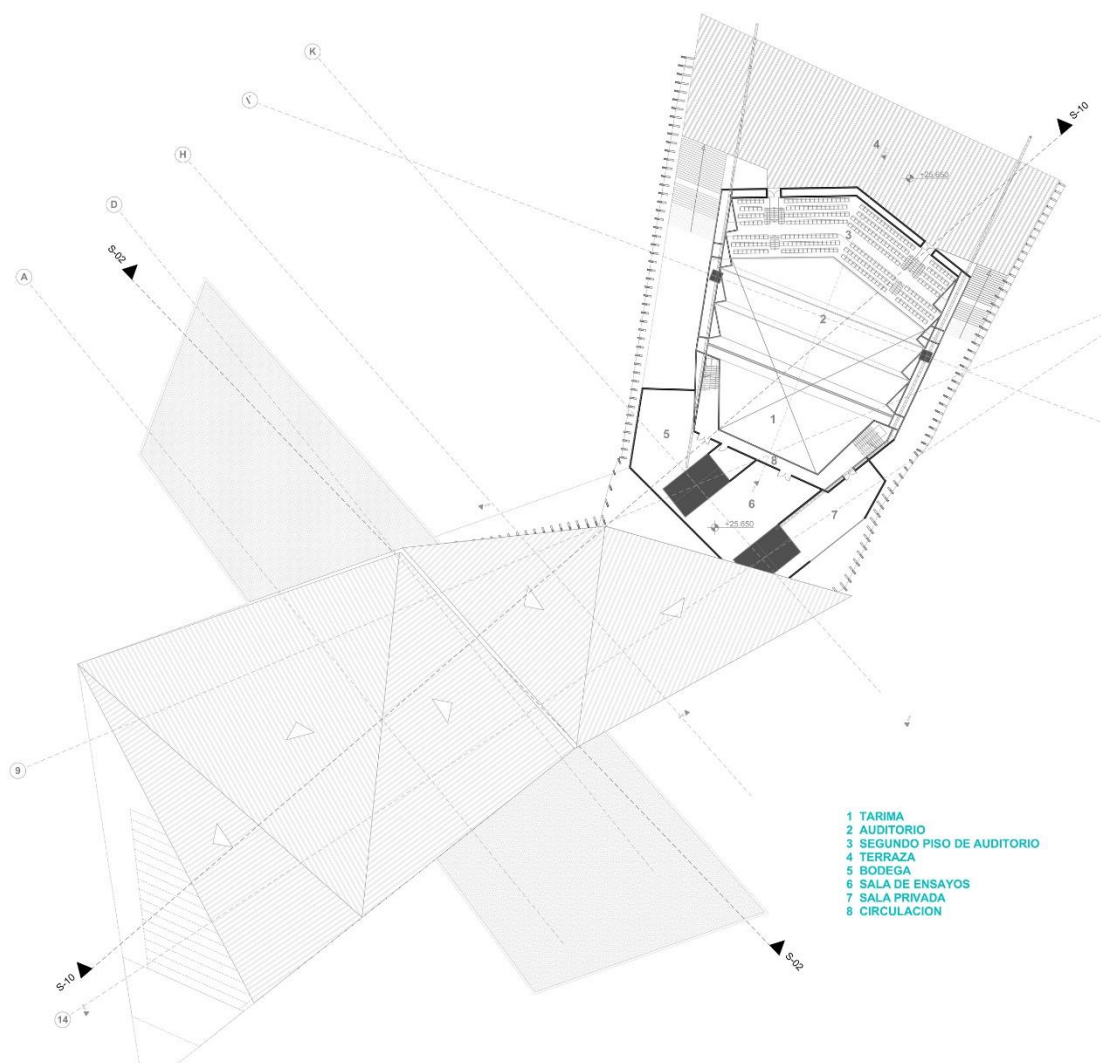 K
I'
H
D
A
S-02
S-10
4
+25.650
3
2
1
5
8
6
7
+25.650
9
14
S-10
S-02
1 TARIMA
2 AUDITORIO
3 SEGUNDO PISO DE AUDITORIO
4 TERRAZA
5 BODEGA
6 SALA DE ENSAYOS
7 SALA PRIVADA
8 CIRCULACION